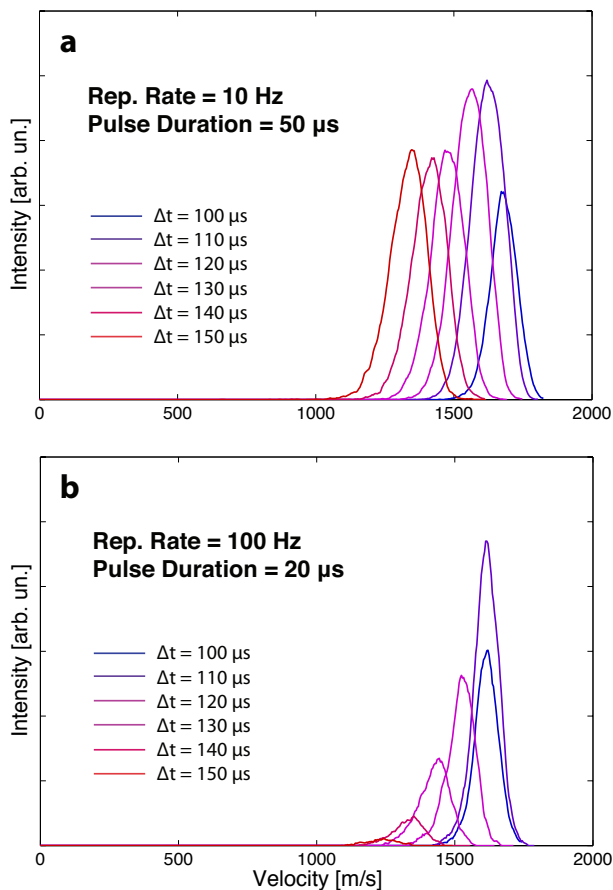 a
Rep. Rate = 10 Hz
Pulse Duration = 50 µs
Intensity [arb. un.]
Δt = 100 µs
Δt = 110 µs
Δt = 120 µs
Δt = 130 µs
Δt = 140 µs
Δt = 150 µs
0 500 1000 1500 2000
b
Rep. Rate = 100 Hz
Pulse Duration = 20 µs
Intensity [arb. un.]
Δt = 100 µs
Δt = 110 µs
Δt = 120 µs
Δt = 130 µs
Δt = 140 µs
Δt = 150 µs
0 500 1000 1500 2000
Velocity [m/s]